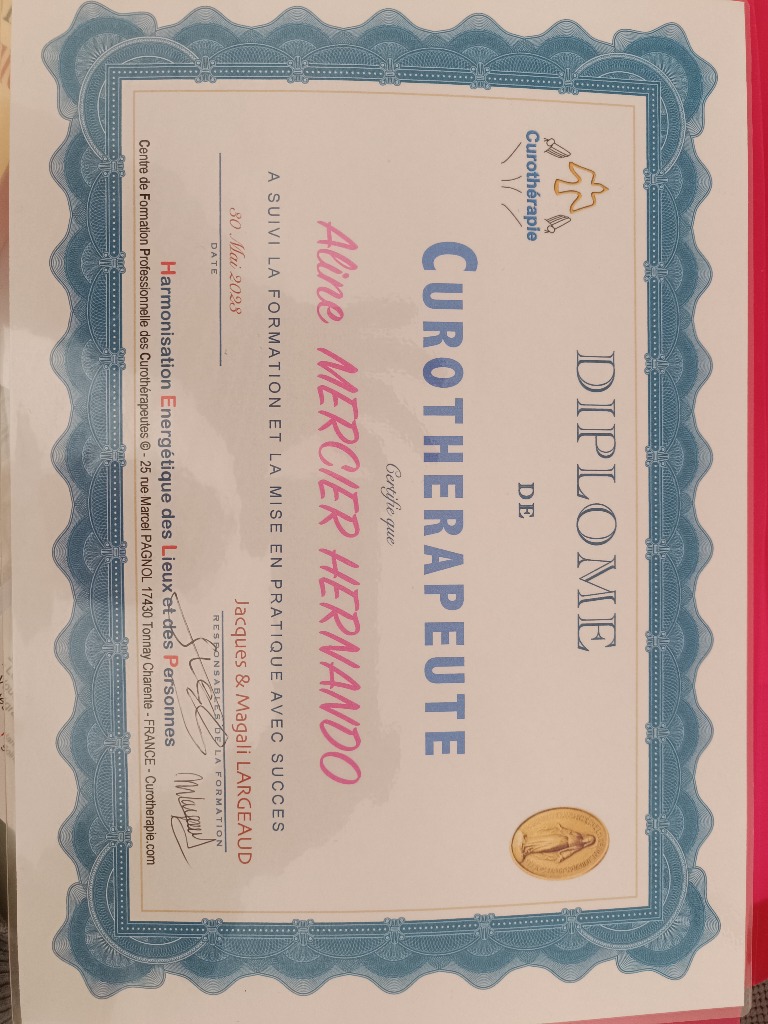 Curothérapie
DIPLOME
DE
CUROTHERAPEUTE
Certifie que
Aline MERCIER HERNANDO
A SUIVI LA FORMATION ET LA MISE EN PRATIQUE AVEC SUCCES
30 Mai 2023
DATE
Jacques & Magali LARGEAUD
RESPONSABLES DE LA FORMATION
Harmonisation Energétique des Lieux et des Personnes
Centre de Formation Professionnelle des Curothérapeutes © - 25 rue Marcel PAGNOL 17430 Tonnay Charente - FRANCE - Curotherapie.com